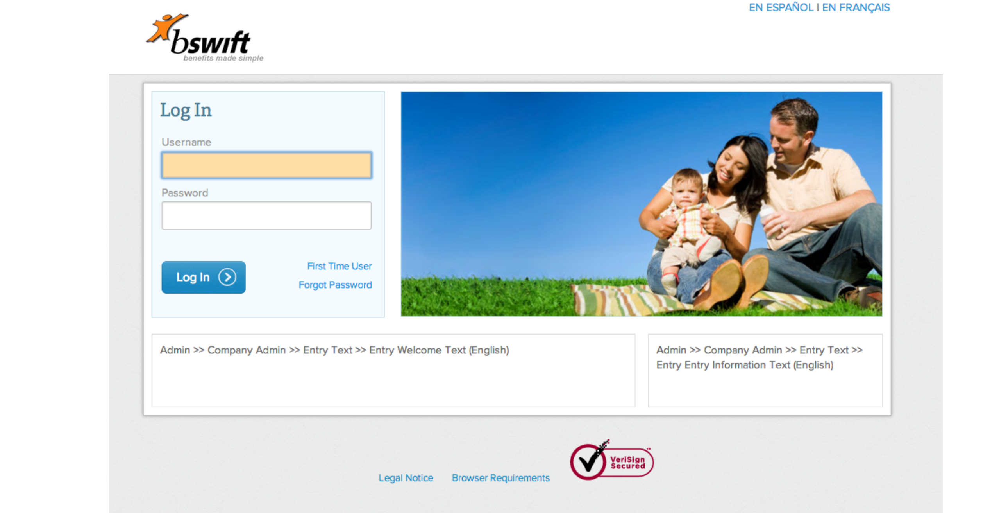 EN ESPAÑOL | EN FRANÇAIS
bswift
benefits made simple
Log In
Username
Password
Log In
First Time User
Forgot Password
Admin >> Company Admin >> Entry Text >> Entry Welcome Text (English)
Admin >> Company Admin >> Entry Text >>
Entry Entry Information Text (English)
VeriSign
Secured
™
Legal Notice Browser Requirements